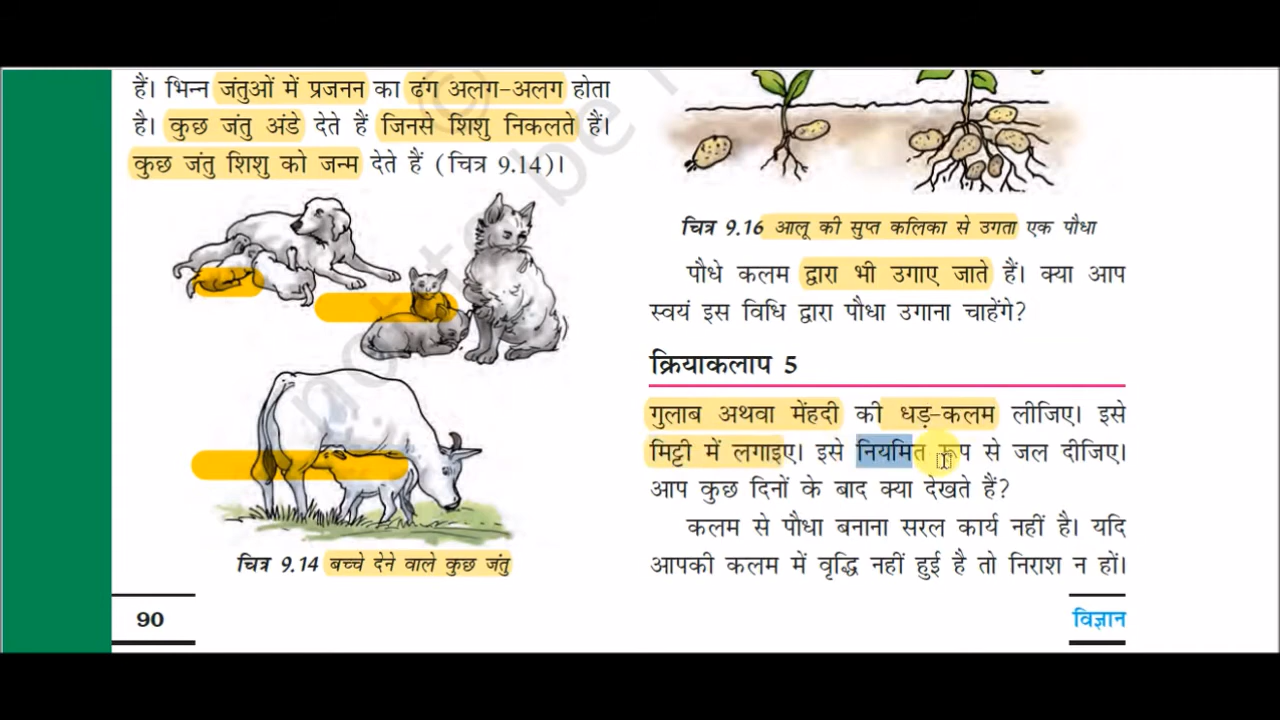 हैं। भिन्न जंतुओं में प्रजनन का ढंग अलग-अलग होता
है। कुछ जंतु अंडे देते हैं जिनसे शिशु निकलते हैं।
कुछ जंतु शिशु को जन्म देते हैं (चित्र 9.14)।
चित्र 9.14 बच्चे देने वाले कुछ जंतु
90
चित्र 9.16 आलू की सुप्त कलिका से उगता एक पौधा
पौधे कलम द्वारा भी उगाए जाते हैं। क्या आप
स्वयं इस विधि द्वारा पौधा उगाना चाहेंगे?
क्रियाकलाप 5
गुलाब अथवा मेंहदी की धड़-कलम लीजिए। इसे
मिट्टी में लगाइए। इसे नियमित रूप से जल दीजिए।
आप कुछ दिनों के बाद क्या देखते हैं?
कलम से पौधा बनाना सरल कार्य नहीं है। यदि
आपकी कलम में वृद्धि नहीं हुई है तो निराश न हों।
विज्ञान